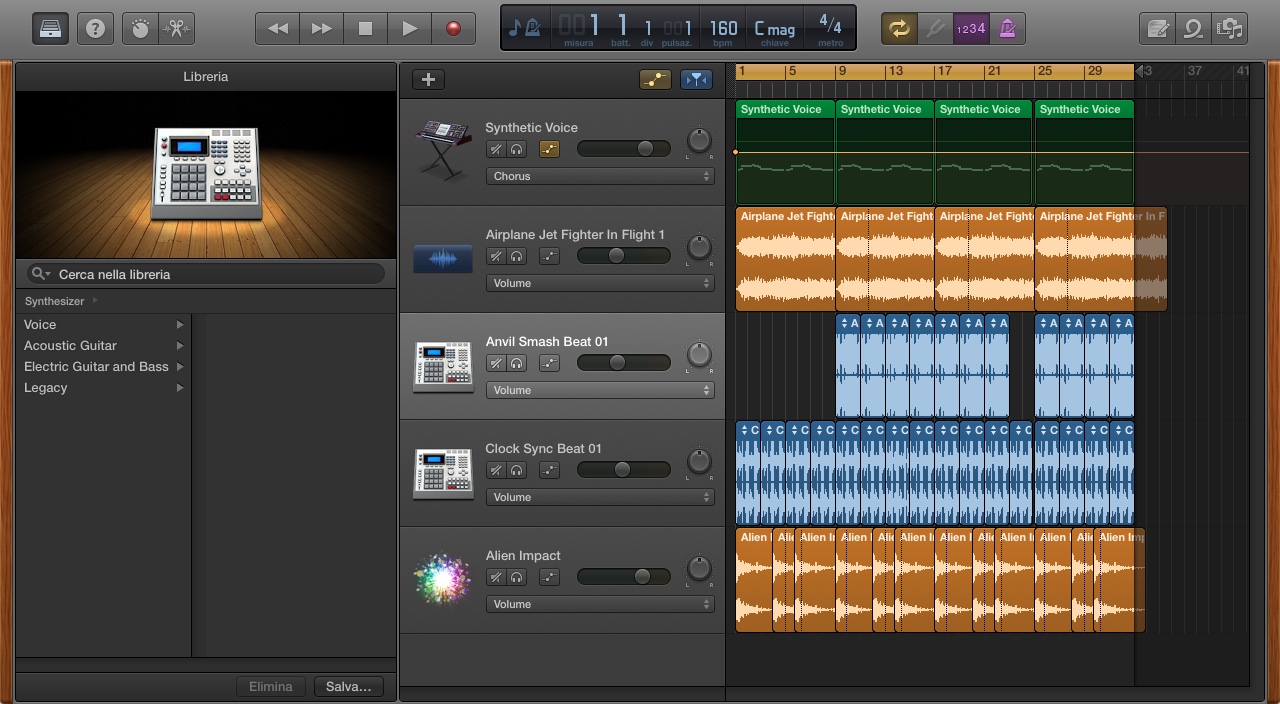 ?
001 1 1 001 160 C mag 4/4
misura batt. div pulsaz. bpm chiave metro
1234
Libreria
Cerca nella libreria
Synthesizer
Voice
Acoustic Guitar
Electric Guitar and Bass
Legacy
Elimina Salva...
+
1 5 9 13 17 21 25 29 33 37 41
Synthetic Voice
L R
Chorus
Synthetic Voice Synthetic Voice Synthetic Voice Synthetic Voice
Airplane Jet Fighter In Flight 1
L R
Volume
Airplane Jet Fighte Airplane Jet Fight Airplane Jet Fighte Airplane Jet Fighter In F
Anvil Smash Beat 01
L R
Volume
A A A A A A A A A A A
Clock Sync Beat 01
L R
Volume
C C C C C C C C C C C C C C C C
Alien Impact
L R
Volume
Alien I Alie Alien Ir Alien I Alie Alien Ir Alien I Alie Alien Ir Alien I Alie Alien Imp